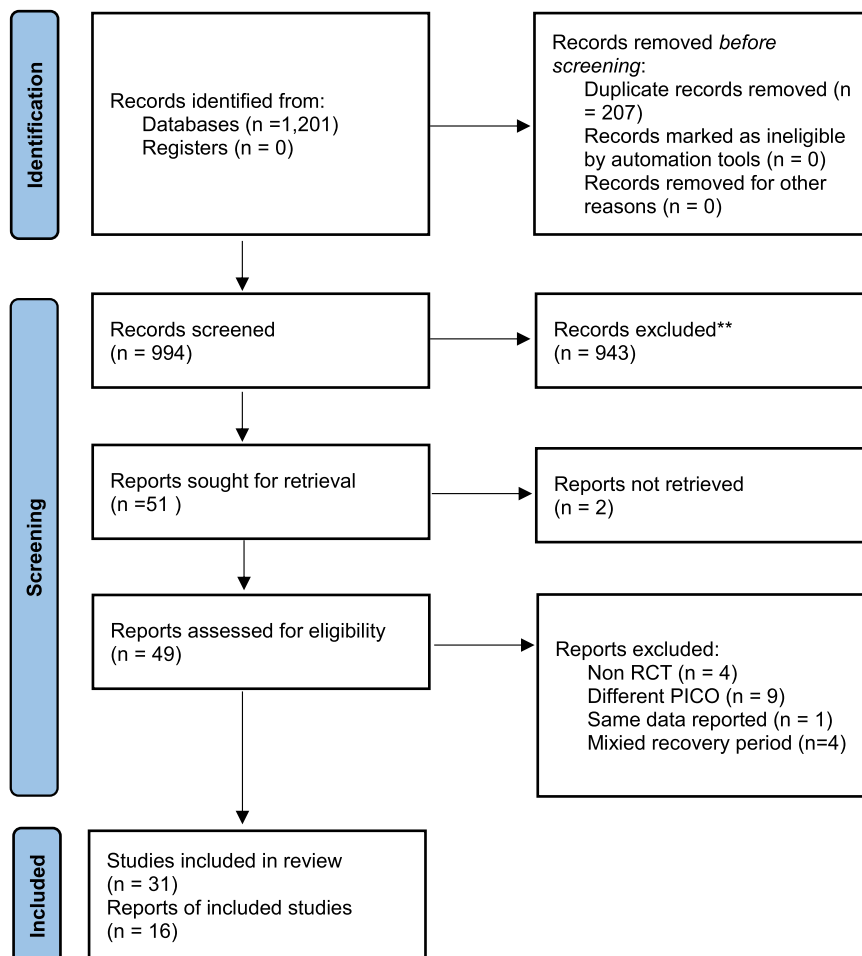 Identification
Records identified from:
Databases (n =1,201)
Registers (n = 0)
Records removed before
screening:
Duplicate records removed (n
= 207)
Records marked as ineligible
by automation tools (n = 0)
Records removed for other
reasons (n = 0)
Screening
Records screened
(n = 994)
Records excluded**
(n = 943)
Reports sought for retrieval
(n =51 )
Reports not retrieved
(n = 2)
Reports assessed for eligibility
(n = 49)
Reports excluded:
Non RCT (n = 4)
Different PICO (n = 9)
Same data reported (n = 1)
Mixied recovery period (n=4)
Included
Studies included in review
(n = 31)
Reports of included studies
(n = 16)